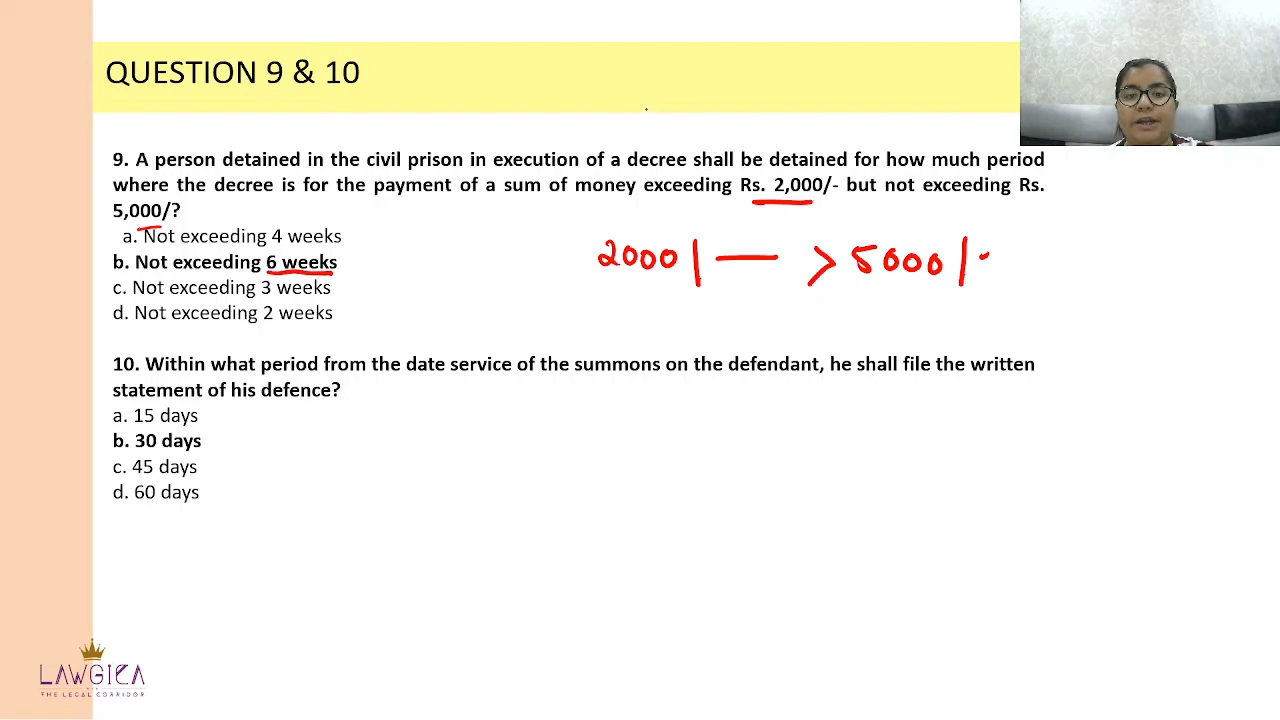 QUESTION 9 & 10
9. A person detained in the civil prison in execution of a decree shall be detained for how much period
where the decree is for the payment of a sum of money exceeding Rs. 2,000/- but not exceeding Rs.
5,000/?
a. Not exceeding 4 weeks
b. Not exceeding 6 weeks
2000/ — > 5000/-
c. Not exceeding 3 weeks
d. Not exceeding 2 weeks
10. Within what period from the date service of the summons on the defendant, he shall file the written
statement of his defence?
a. 15 days
b. 30 days
c. 45 days
d. 60 days
LAWGICA
THE LEGAL CORRIDOR